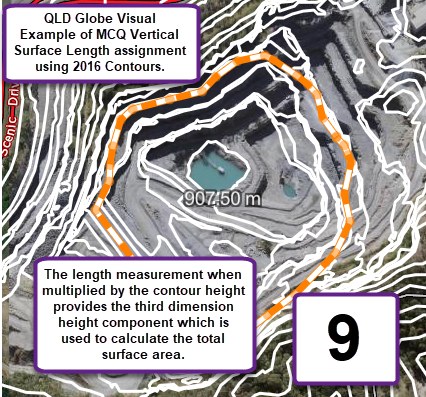 QLD Globe Visual
Example of MCQ Vertical
Surface Length assignment
using 2016 Contours.
Scenic—Dri
907.50 m
The length measurement when
multiplied by the contour height
provides the third dimension
height component which is
used to calculate the total
surface area.
9